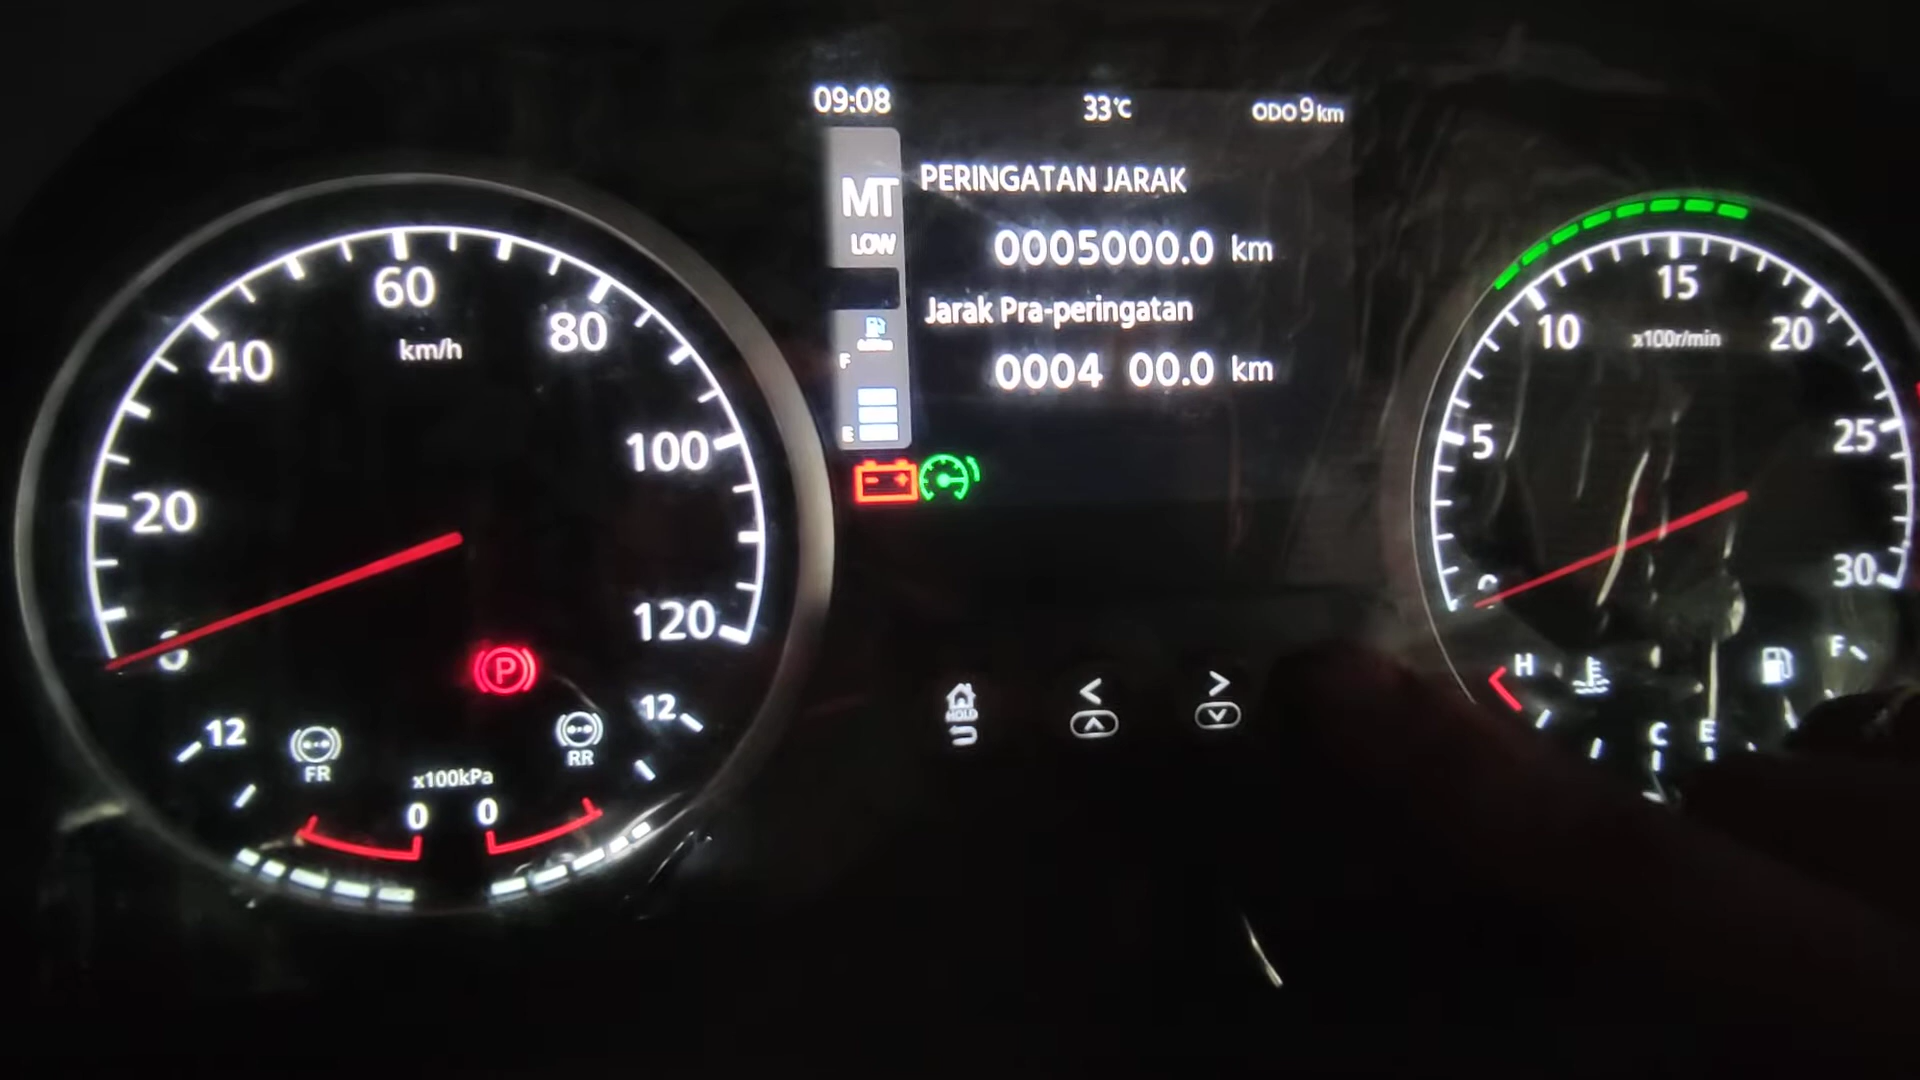 09:08 33°C ODO 9 km
MT
LOW
PERINGATAN JARAK
0005000.0 km
Jarak Pra-peringatan
0004 00.0 km
F
E
0
20
40
60
80
100
120
km/h
P
12
FR
x100kPa
0 0
RR
12
HOLD
5
10
15
20
25
30
x100r/min
H
C
E
F